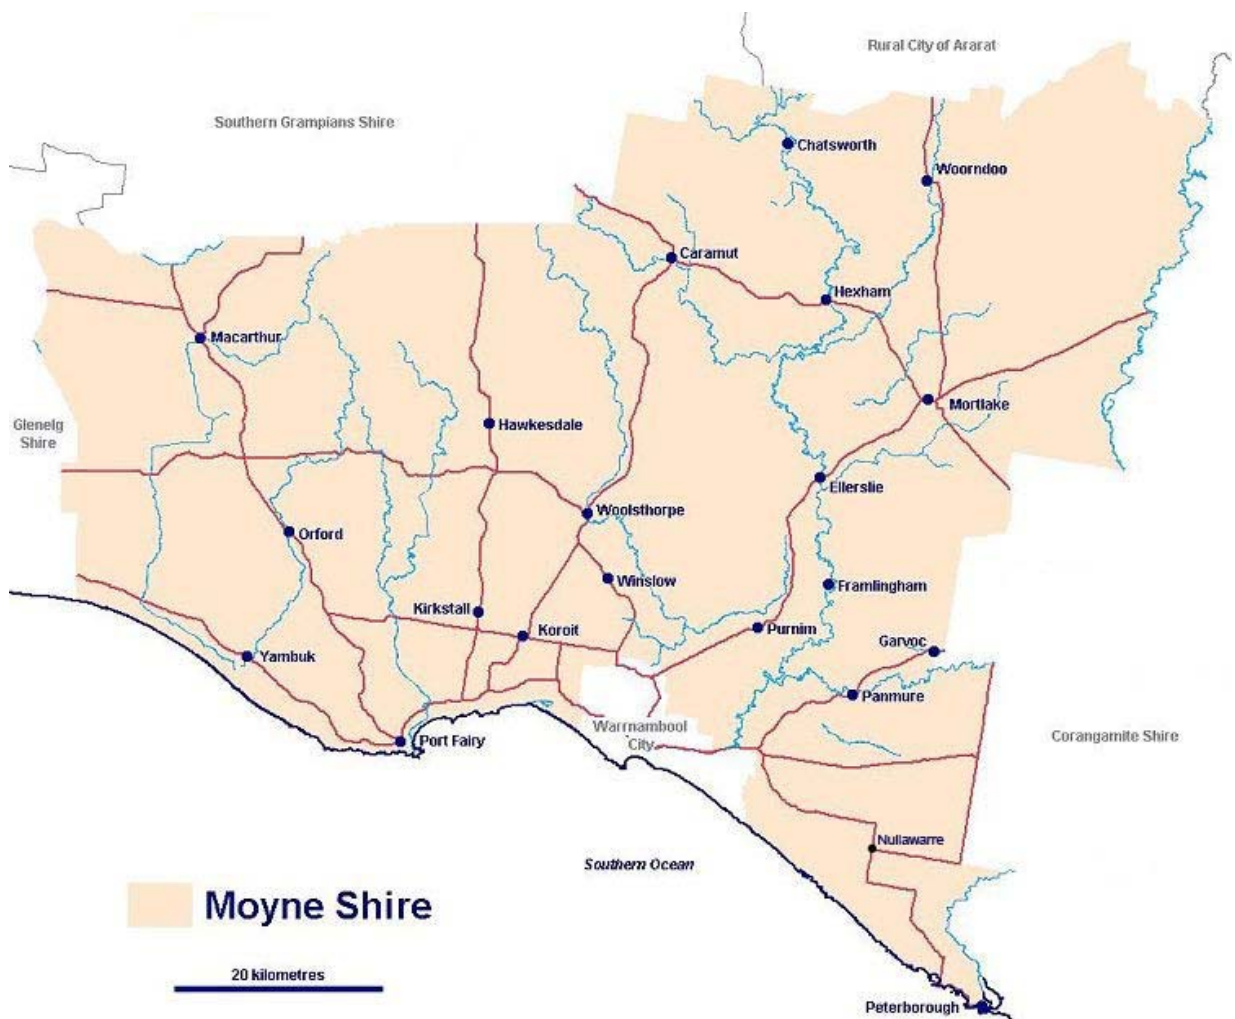 Rural City of Ararat
Southern Grampians Shire
Chatsworth
Woorndoo
Caramut
Hexham
Macarthur
Mortlake
Glenelg
Shire
Hawkesdale
Ellerslie
Woolsthorpe
Orford
Winslow
Framlingham
Kirkstall
Koroit
Purnim
Garvoc
Yambuk
Panmure
Warrnambool
City
Port Fairy
Corangamite Shire
Nullawarre
Southern Ocean
Moyne Shire
20 kilometres
Peterborough